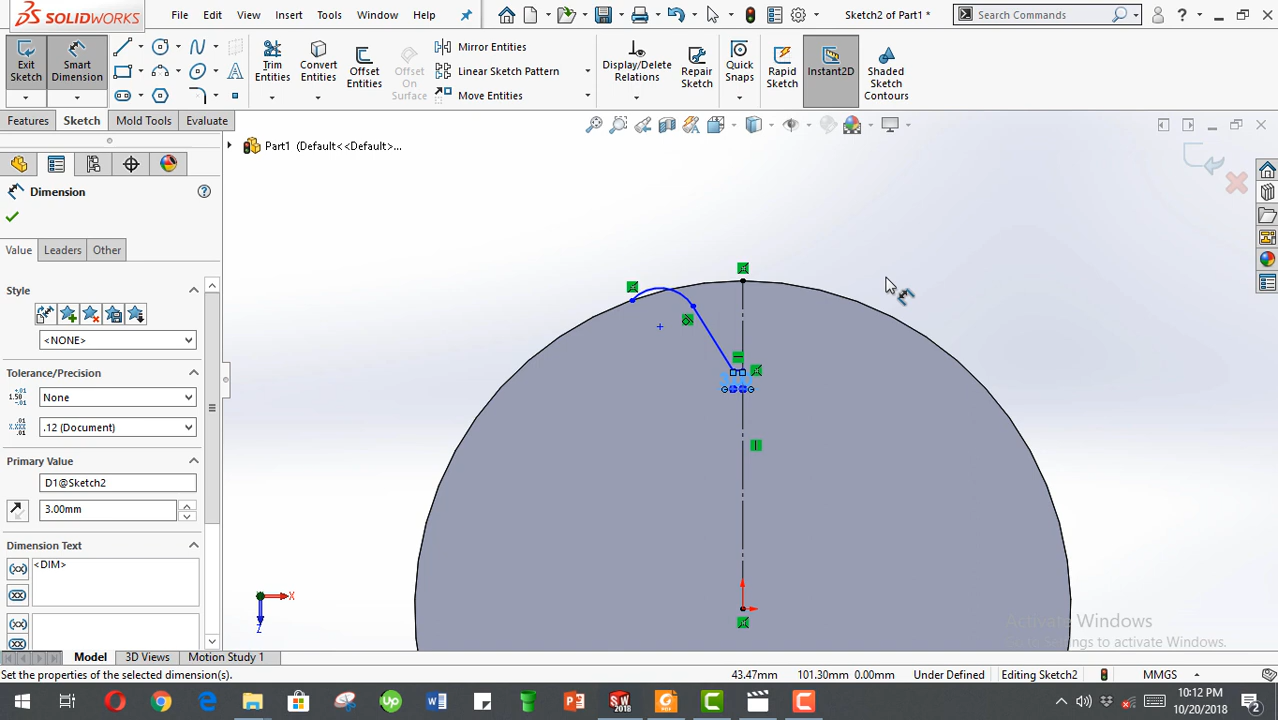 SOLIDWORKS File Edit View Insert Tools Window Help Sketch2 of Part1 * Search Commands ?
Exit Sketch Smart Dimension Trim Entities Convert Entities Offset Entities Offset On Surface Mirror Entities Linear Sketch Pattern Move Entities Display/Delete Relations Repair Sketch Quick Snaps Rapid Sketch Instant2D Shaded Sketch Contours
Features Sketch Mold Tools Evaluate
Part1 (Default<<Default>...
Dimension
Value Leaders Other
Style
<NONE>
Tolerance/Precision
None
.12 (Document)
Primary Value
D1@Sketch2
3.00mm
Dimension Text
<DIM>
X
Z
Activate Windows
Go to Settings to activate Windows.
Model 3D Views Motion Study 1
Set the properties of the selected dimension(s). 43.47mm 101.30mm 0.00mm Under Defined Editing Sketch2 MMGS
10:12 PM
10/20/2018